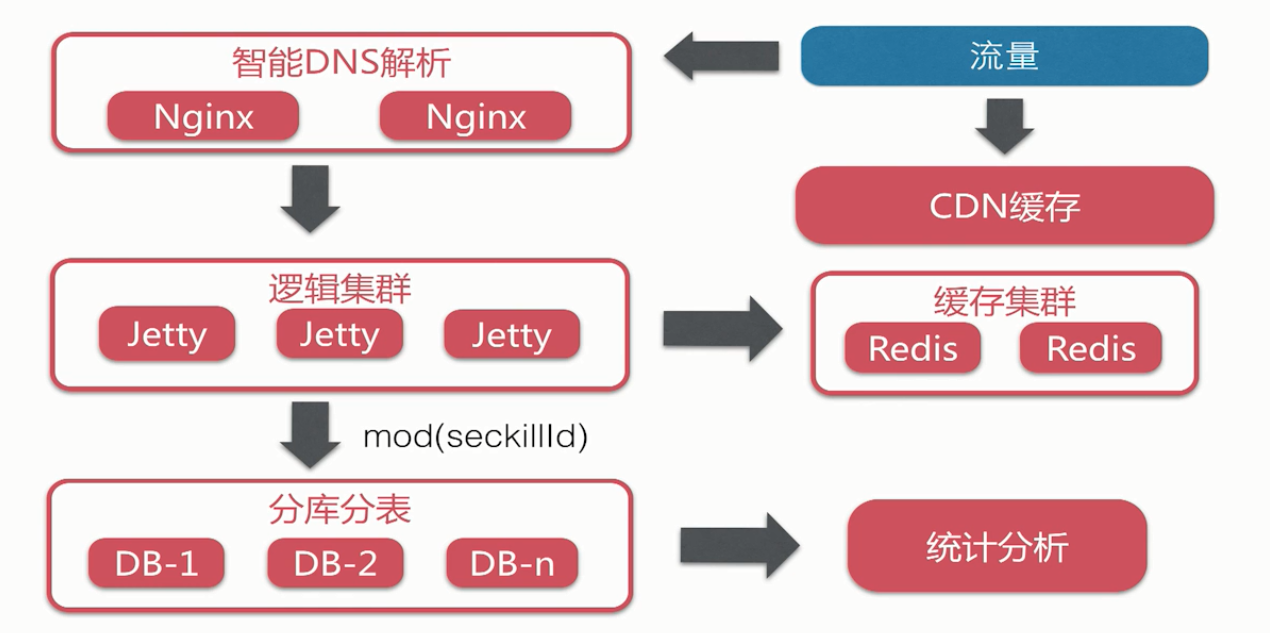 智能DNS解析
Nginx
Nginx
流量
CDN缓存
逻辑集群
Jetty
Jetty
Jetty
缓存集群
Redis
Redis
mod(seckillId)
分库分表
DB-1
DB-2
DB-n
统计分析